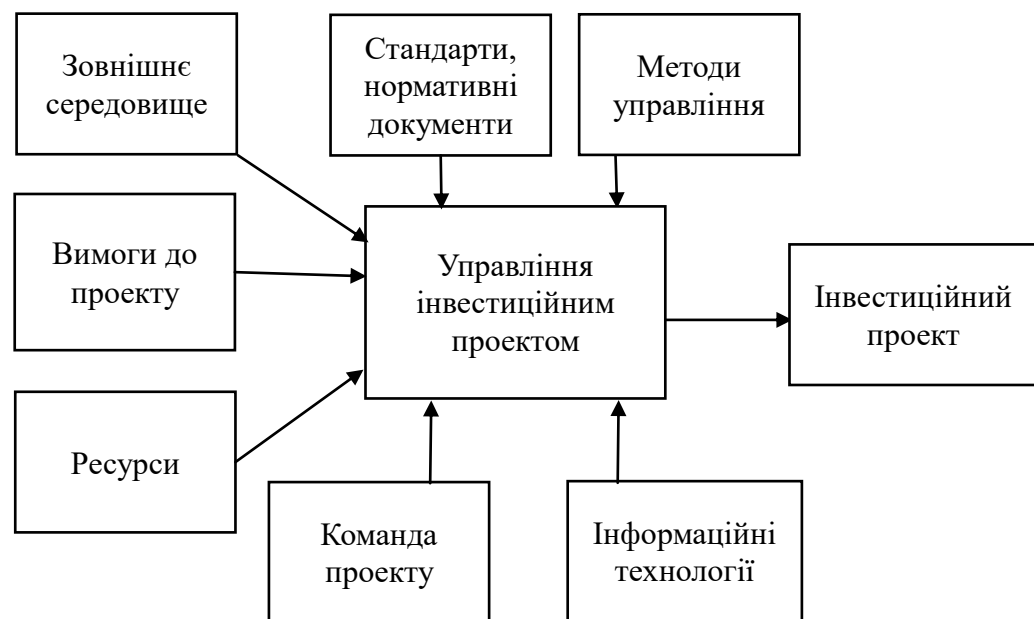 Зовнішнє
середовище
Стандарти,
нормативні
документи
Методи
управління
Вимоги до
проекту
Управління
інвестиційним
проектом
Інвестиційний
проект
Ресурси
Команда
проекту
Інформаційні
технології